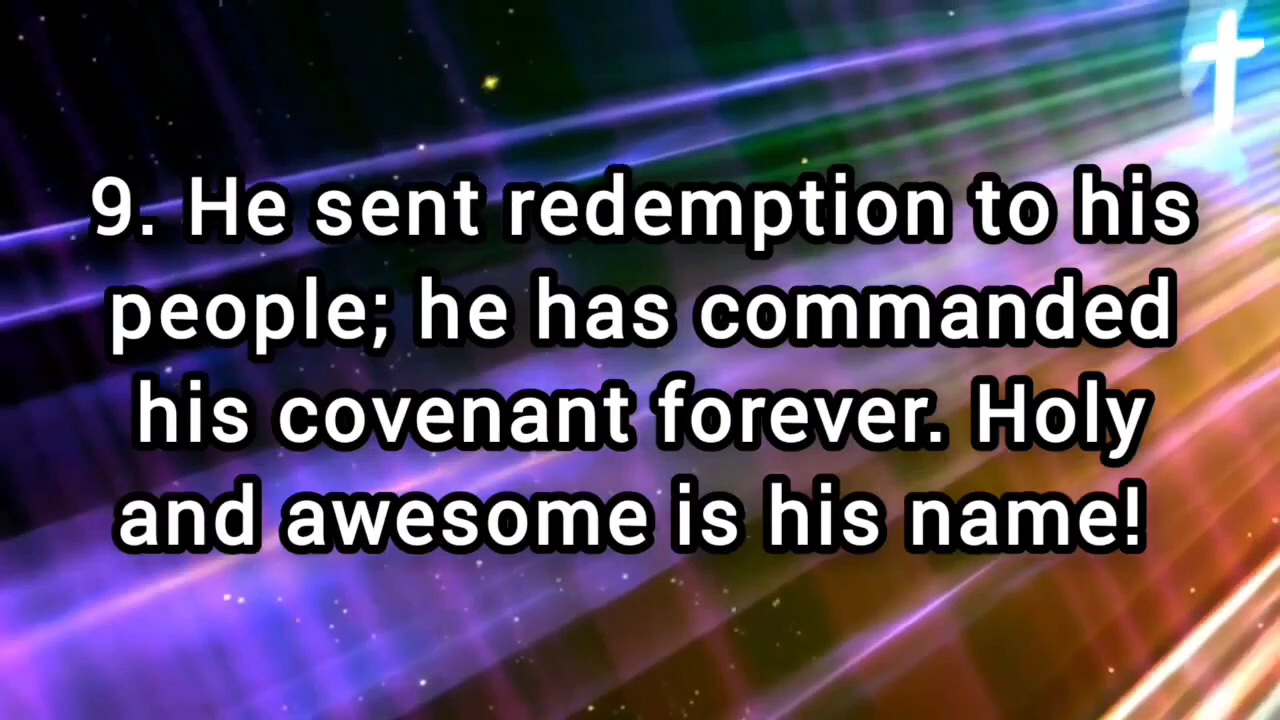 9. He sent redemption to his
people; he has commanded
his covenant forever. Holy
and awesome is his name!